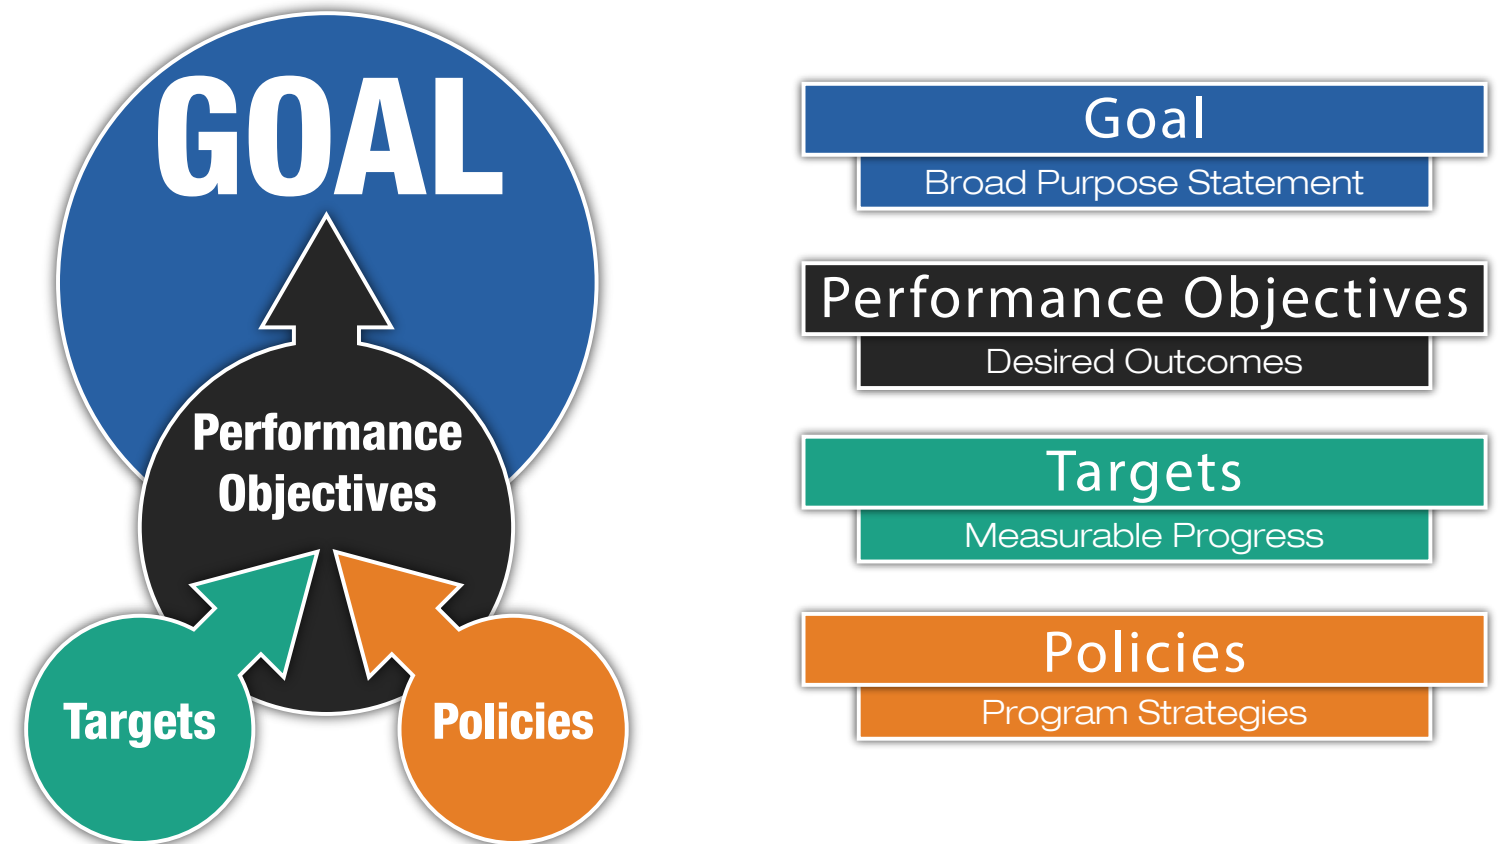 GOAL
Performance
Objectives
Targets
Policies
Goal
Broad Purpose Statement
Performance Objectives
Desired Outcomes
Targets
Measurable Progress
Policies
Program Strategies